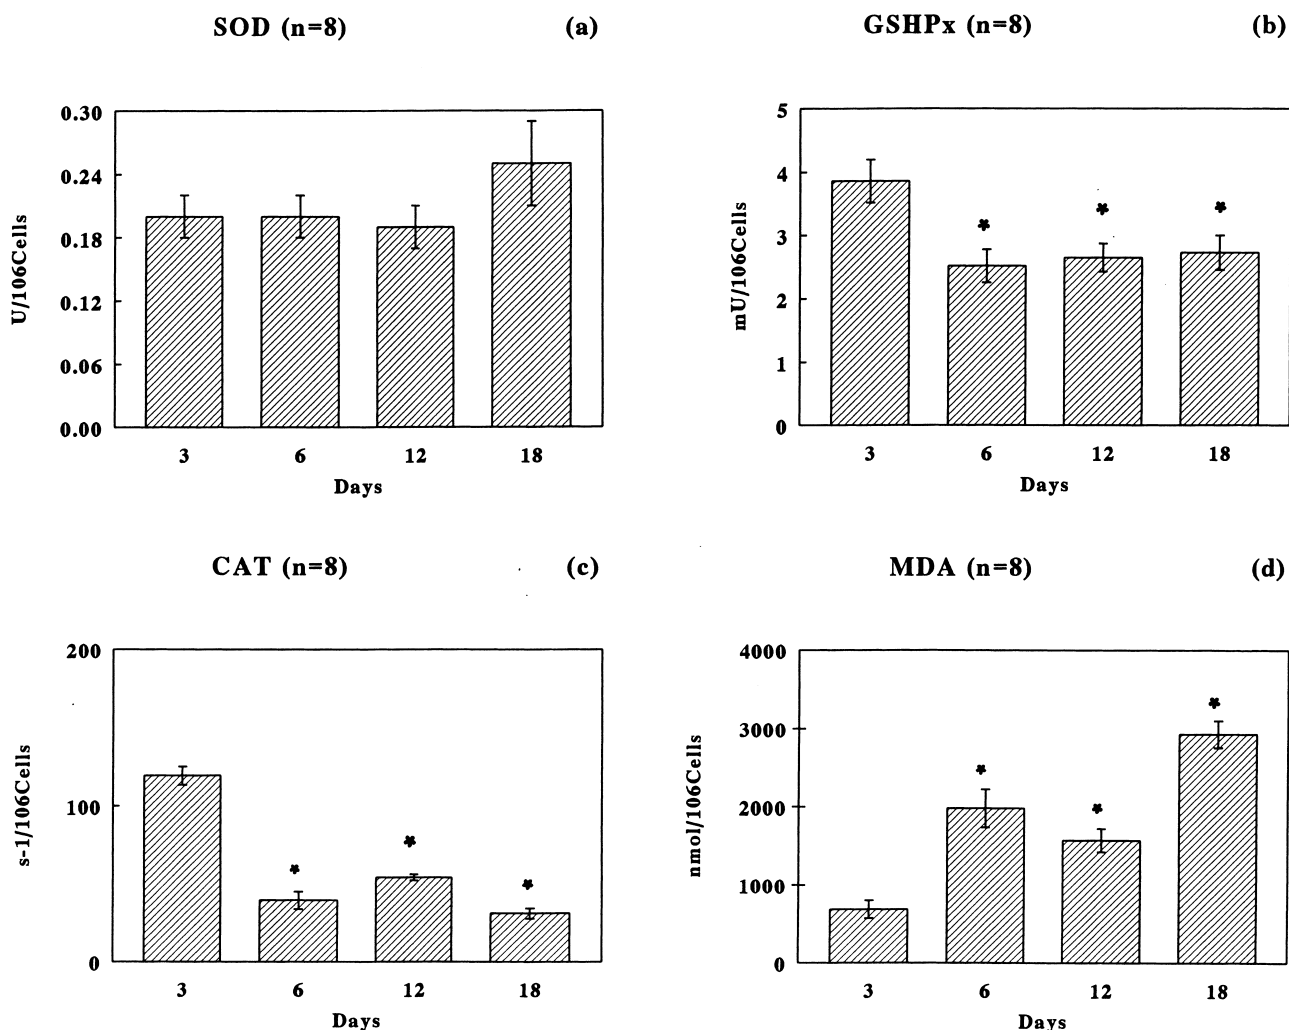 SOD (n=8) (a)
0.30
0.24
0.18
0.12
0.06
0.00
U/106Cells
3 6 12 18
Days
GSHPx (n=8) (b)
5
4
3
2
1
0
mU/106Cells
* * *
3 6 12 18
Days
CAT (n=8) (c)
200
100
0
s-1/106Cells
* * *
3 6 12 18
Days
MDA (n=8) (d)
4000
3000
2000
1000
0
nmol/106Cells
* * *
3 6 12 18
Days